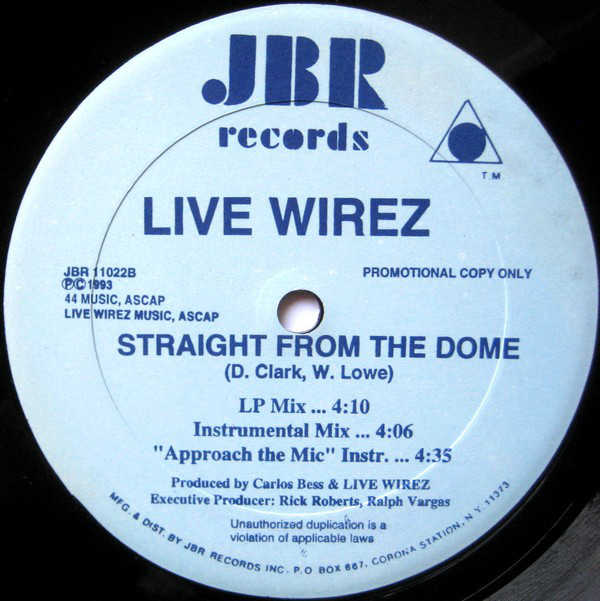 JBR
records
T.M.
LIVE WIREZ
JBR 11022B
ⓅⒸ1993
44 MUSIC, ASCAP
LIVE WIREZ MUSIC, ASCAP
PROMOTIONAL COPY ONLY
STRAIGHT FROM THE DOME
(D. Clark, W. Lowe)
LP Mix ... 4:10
Instrumental Mix ... 4:06
"Approach the Mic" Instr. ... 4:35
Produced by Carlos Bess & LIVE WIREZ
Executive Producer: Rick Roberts, Ralph Vargas
Unauthorized duplication is a
violation of applicable laws
MFG. & DIST. BY JBR RECORDS INC. P.O BOX 667, CORONA STATION, N.Y. 11373